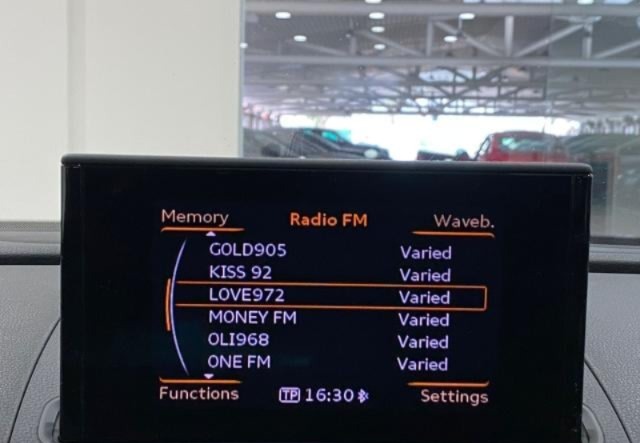 Memory Radio FM Waveb.
GOLD905 Varied
KISS 92 Varied
LOVE972 Varied
MONEY FM Varied
OLI968 Varied
ONE FM Varied
Functions TP 16:30 Settings